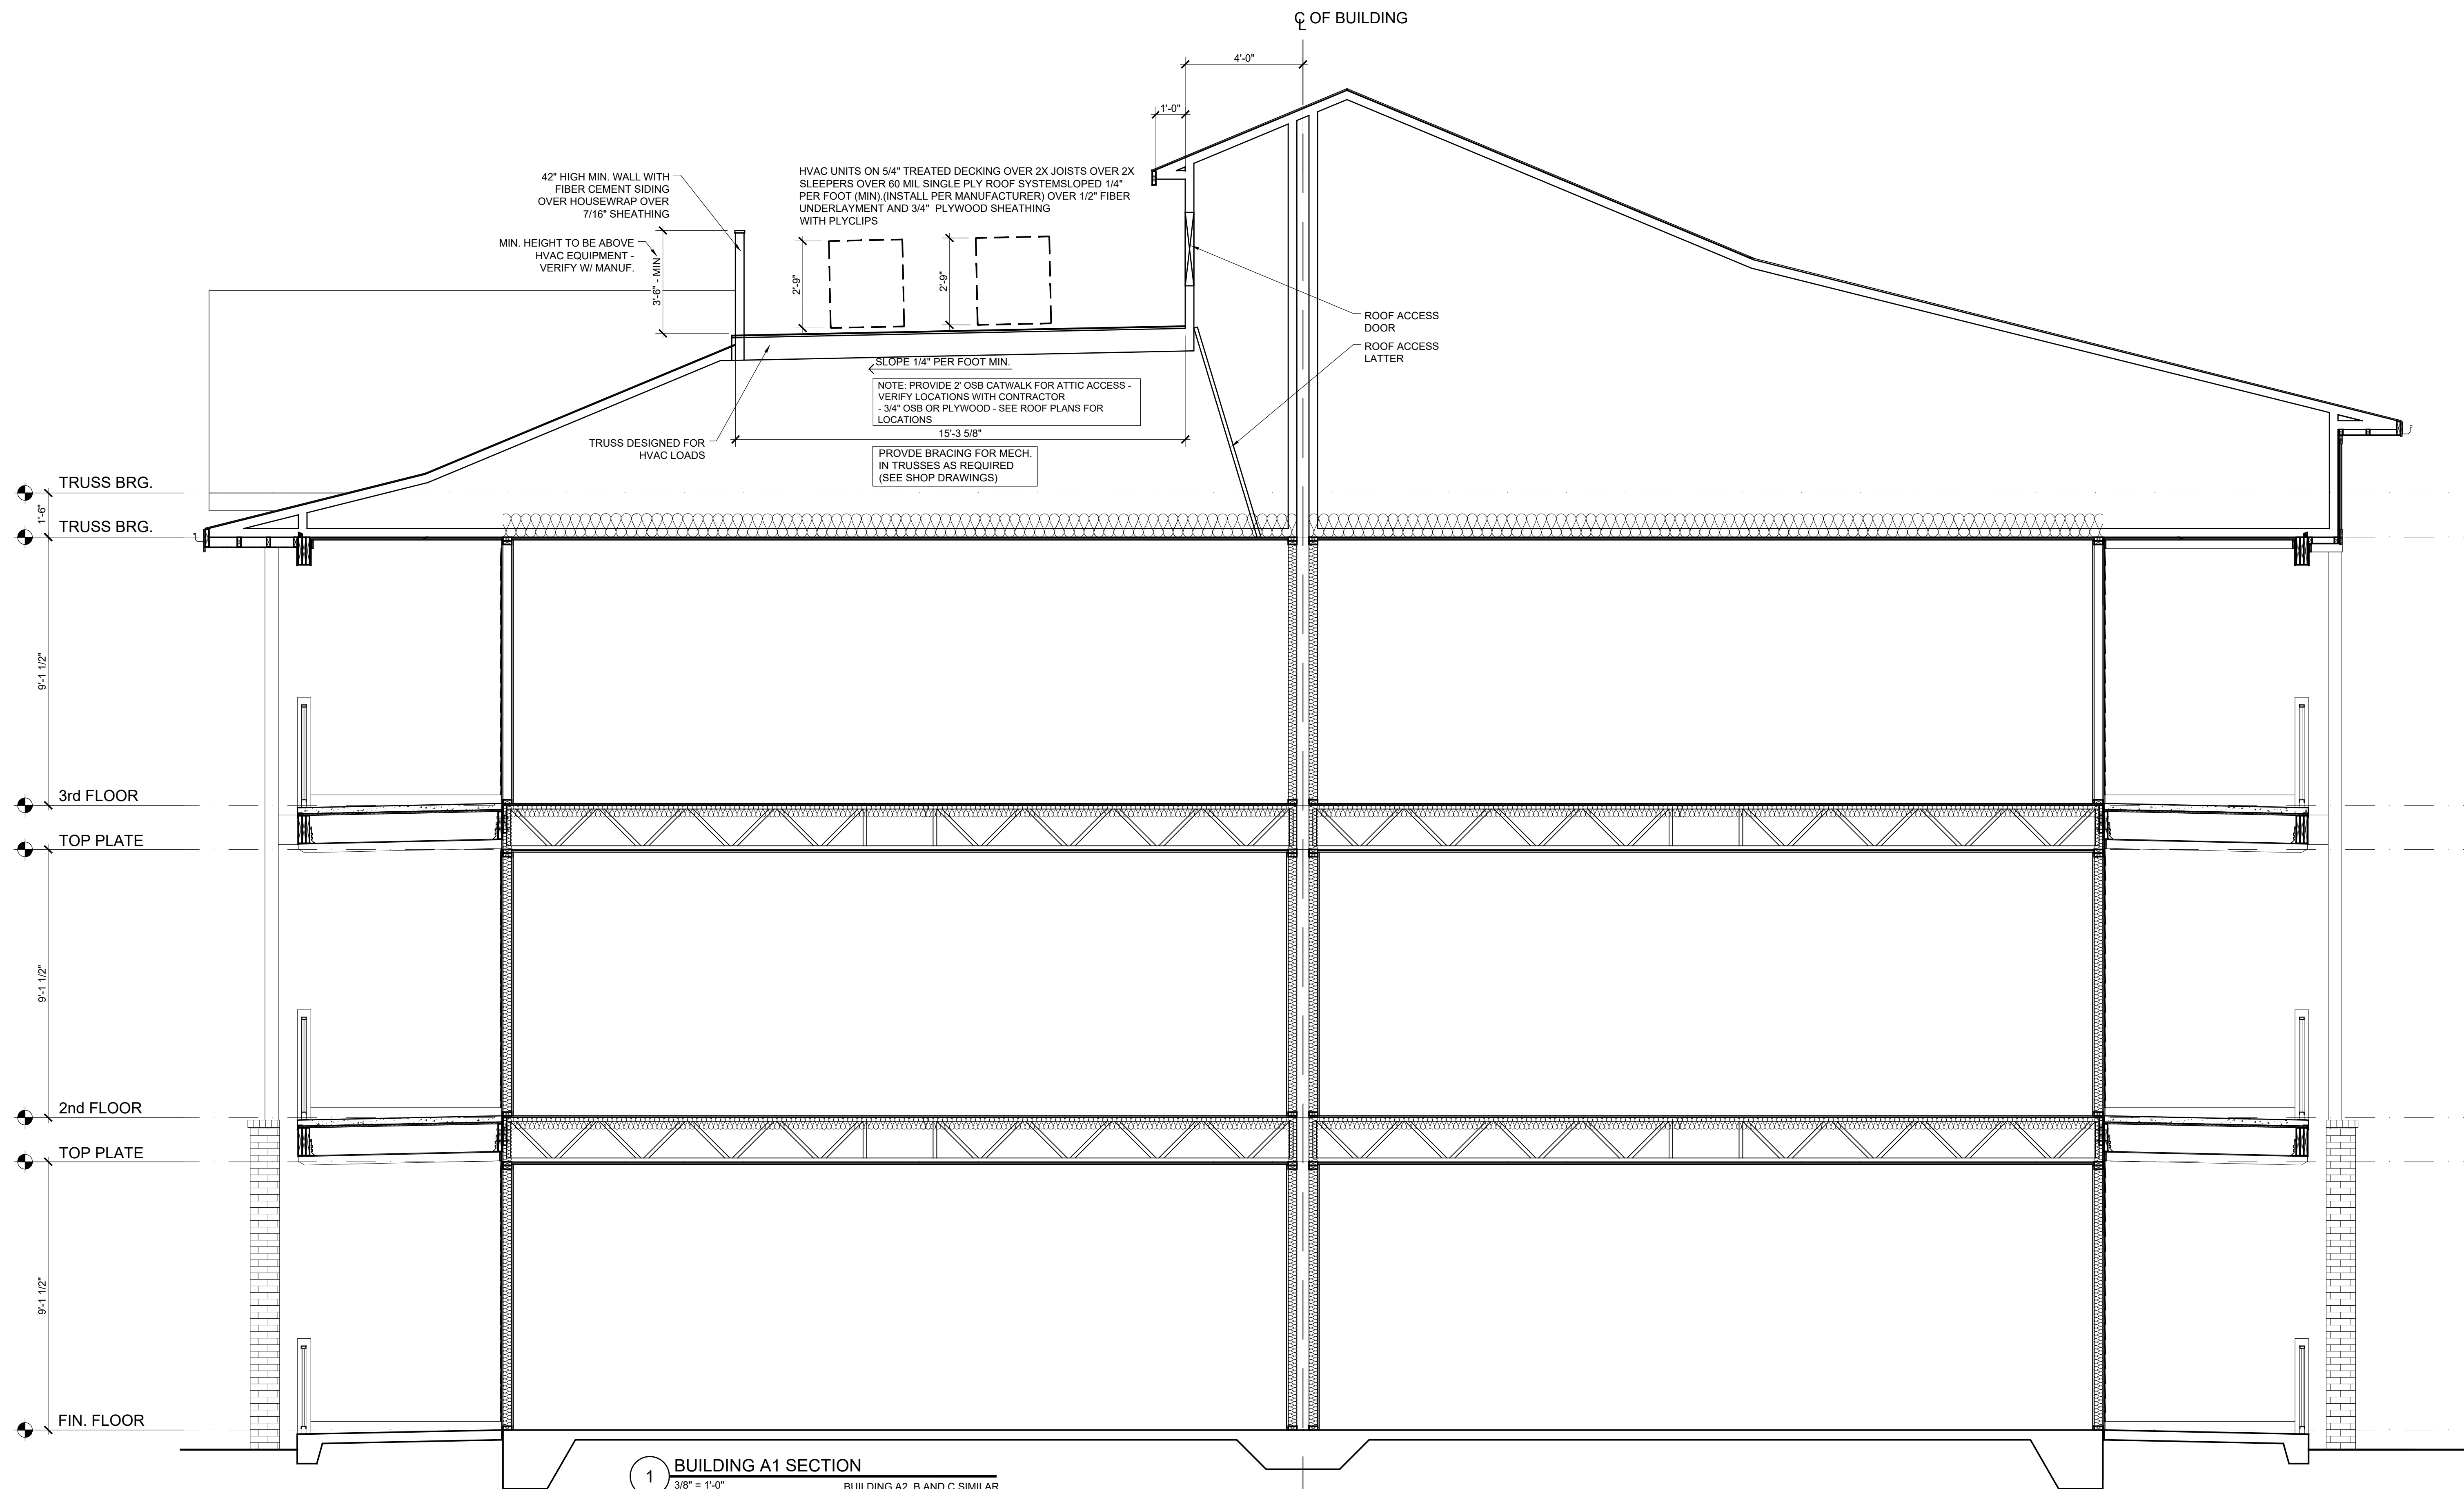 ℄ OF BUILDING
4'-0"
1'-0"
42" HIGH MIN. WALL WITH
FIBER CEMENT SIDING
OVER HOUSEWRAP OVER
7/16" SHEATHING
HVAC UNITS ON 5/4" TREATED DECKING OVER 2X JOISTS OVER 2X
SLEEPERS OVER 60 MIL SINGLE PLY ROOF SYSTEMSLOPED 1/4"
PER FOOT (MIN).(INSTALL PER MANUFACTURER) OVER 1/2" FIBER
UNDERLAYMENT AND 3/4" PLYWOOD SHEATHING
WITH PLYCLIPS
MIN. HEIGHT TO BE ABOVE
HVAC EQUIPMENT -
VERIFY W/ MANUF.
3'-6" - MIN
2'-9"
2'-9"
ROOF ACCESS
DOOR
ROOF ACCESS
LATTER
SLOPE 1/4" PER FOOT MIN.
NOTE: PROVIDE 2' OSB CATWALK FOR ATTIC ACCESS -
VERIFY LOCATIONS WITH CONTRACTOR
- 3/4" OSB OR PLYWOOD - SEE ROOF PLANS FOR
LOCATIONS
15'-3 5/8"
TRUSS DESIGNED FOR
HVAC LOADS
PROVDE BRACING FOR MECH.
IN TRUSSES AS REQUIRED
(SEE SHOP DRAWINGS)
TRUSS BRG.
1'-6"
TRUSS BRG.
9'-1 1/2"
3rd FLOOR
TOP PLATE
9'-1 1/2"
2nd FLOOR
TOP PLATE
9'-1 1/2"
FIN. FLOOR
1
BUILDING A1 SECTION
3/8" = 1'-0"
BUILDING A2, B AND C SIMILAR